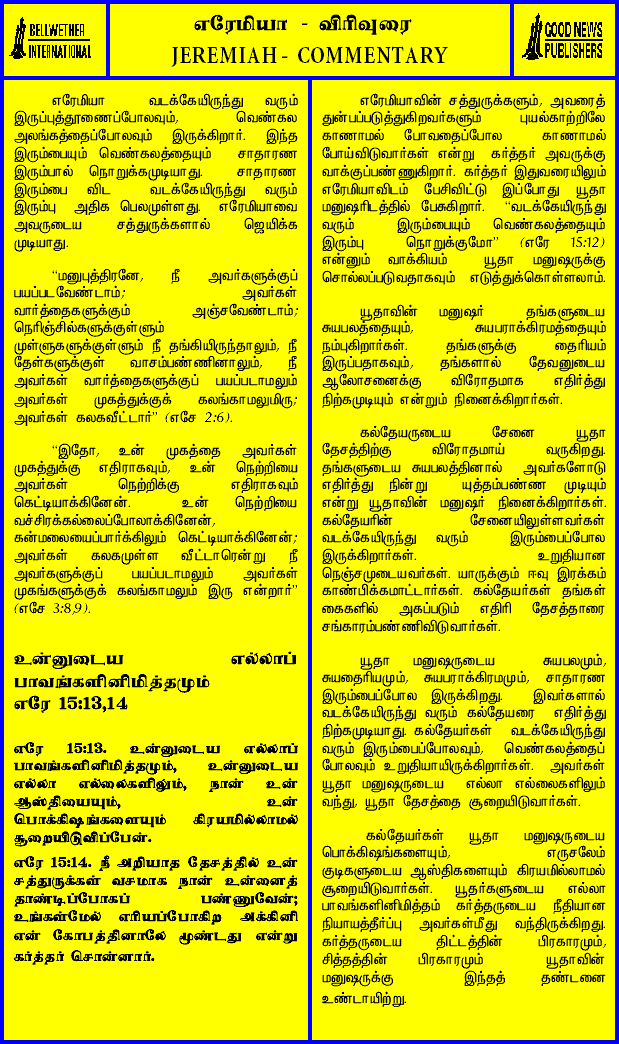 BELLWETHER
INTERNATIONAL
எரேமியா - விரிவுரை
JEREMIAH - COMMENTARY
GOOD NEWS
PUBLISHERS
எரேமியா வடக்கேயிருந்து வரும்
இருப்புத்தூணைப்போலவும், வெண்கல
அலங்கத்தைப்போலவும் இருக்கிறார். இந்த
இரும்பையும் வெண்கலத்தையும் சாதாரண
இரும்பால் நொறுக்கமுடியாது. சாதாரண
இரும்பை விட வடக்கேயிருந்து வரும்
இரும்பு அதிக பெலமுள்ளது. எரேமியாவை
அவருடைய சத்துருக்களால் ஜெயிக்க
முடியாது.
“மனுபுத்திரனே, நீ அவர்களுக்குப்
பயப்படவேண்டாம்; அவர்கள்
வார்த்தைகளுக்கும் அஞ்சவேண்டாம்;
நெரிஞ்சில்களுக்குள்ளும்
முள்ளுகளுக்குள்ளும் நீ தங்கியிருந்தாலும், நீ
தேள்களுக்குள் வாசம்பண்ணினாலும், நீ
அவர்கள் வார்த்தைகளுக்குப் பயப்படாமலும்
அவர்கள் முகத்துக்குக் கலங்காமலுமிரு;
அவர்கள் கலகவீட்டார்” (எசே 2:6).
“இதோ, உன் முகத்தை அவர்கள்
முகத்துக்கு எதிராகவும், உன் நெற்றியை
அவர்கள் நெற்றிக்கு எதிராகவும்
கெட்டியாக்கினேன். உன் நெற்றியை
வச்சிரக்கல்லைப்போலாக்கினேன்,
கன்மலையைப்பார்க்கிலும் கெட்டியாக்கினேன்;
அவர்கள் கலகமுள்ள வீட்டாரென்று நீ
அவர்களுக்குப் பயப்படாமலும் அவர்கள்
முகங்களுக்குக் கலங்காமலும் இரு என்றார்”
(எசே 3:8,9).
உன்னுடைய எல்லாப்
பாவங்களினிமித்தமும்
எரே 15:13,14
எரே 15:13. உன்னுடைய எல்லாப்
பாவங்களினிமித்தமும், உன்னுடைய
எல்லா எல்லைகளிலும், நான் உன்
ஆஸ்தியையும், உன்
பொக்கிஷங்களையும் கிரயமில்லாமல்
சூறையிடுவிப்பேன்.
எரே 15:14. நீ அறியாத தேசத்தில் உன்
சத்துருக்கள் வசமாக நான் உன்னைத்
தாண்டிப்போகப் பண்ணுவேன்;
உங்கள்மேல் எரியப்போகிற அக்கினி
என் கோபத்தினாலே மூண்டது என்று
கர்த்தர் சொன்னார்.
எரேமியாவின் சத்துருக்களும், அவரைத்
துன்பப்படுத்துகிறவர்களும் புயல்காற்றிலே
காணாமல் போவதைப்போல காணாமல்
போய்விடுவார்கள் என்று கர்த்தர் அவருக்கு
வாக்குப்பண்ணுகிறார். கர்த்தர் இதுவரையிலும்
எரேமியாவிடம் பேசிவிட்டு இப்போது யூதா
மனுஷரிடத்தில் பேசுகிறார். “வடக்கேயிருந்து
வரும் இரும்பையும் வெண்கலத்தையும்
இரும்பு நொறுக்குமோ” (எரே 15:12)
என்னும் வாக்கியம் யூதா மனுஷருக்கு
சொல்லப்படுவதாகவும் எடுத்துக்கொள்ளலாம்.
யூதாவின் மனுஷர் தங்களுடைய
சுயபலத்தையும், சுயபராக்கிரமத்தையும்
நம்புகிறார்கள். தங்களுக்கு தைரியம்
இருப்பதாகவும், தங்களால் தேவனுடைய
ஆலோசனைக்கு விரோதமாக எதிர்த்து
நிற்கமுடியும் என்றும் நினைக்கிறார்கள்.
கல்தேயருடைய சேனை யூதா
தேசத்திற்கு விரோதமாய் வருகிறது.
தங்களுடைய சுயபலத்தினால் அவர்களோடு
எதிர்த்து நின்று யுத்தம்பண்ண முடியும்
என்று யூதாவின் மனுஷர் நினைக்கிறார்கள்.
கல்தேயரின் சேனையிலுள்ளவர்கள்
வடக்கேயிருந்து வரும் இரும்பைப்போல
இருக்கிறார்கள். உறுதியான
நெஞ்சமுடையவர்கள். யாருக்கும் ஈவு இரக்கம்
காண்பிக்கமாட்டார்கள். கல்தேயர்கள் தங்கள்
கைகளில் அகப்படும் எதிரி தேசத்தாரை
சங்காரம்பண்ணிவிடுவார்கள்.
யூதா மனுஷருடைய சுயபலமும்,
சுயதைரியமும், சுயபராக்கிரமமும், சாதாரண
இரும்பைப்போல இருக்கிறது. இவர்களால்
வடக்கேயிருந்து வரும் கல்தேயரை எதிர்த்து
நிற்கமுடியாது. கல்தேயர்கள் வடக்கேயிருந்து
வரும் இரும்பைப்போலவும், வெண்கலத்தைப்
போலவும் உறுதியாயிருக்கிறார்கள். அவர்கள்
யூதா மனுஷருடைய எல்லா எல்லைகளிலும்
வந்து, யூதா தேசத்தை சூறையிடுவார்கள்.
கல்தேயர்கள் யூதா மனுஷருடைய
பொக்கிஷங்களையும், எருசலேம்
குடிகளுடைய ஆஸ்திகளையும் கிரயமில்லாமல்
சூறையிடுவார்கள். யூதர்களுடைய எல்லா
பாவங்களினிமித்தம் கர்த்தருடைய நீதியான
நியாயத்தீர்ப்பு அவர்கள்மீது வந்திருக்கிறது.
கர்த்தருடைய திட்டத்தின் பிரகாரமும்,
சித்தத்தின் பிரகாரமும் யூதாவின்
மனுஷருக்கு இந்தத் தண்டனை
உண்டாயிற்று.